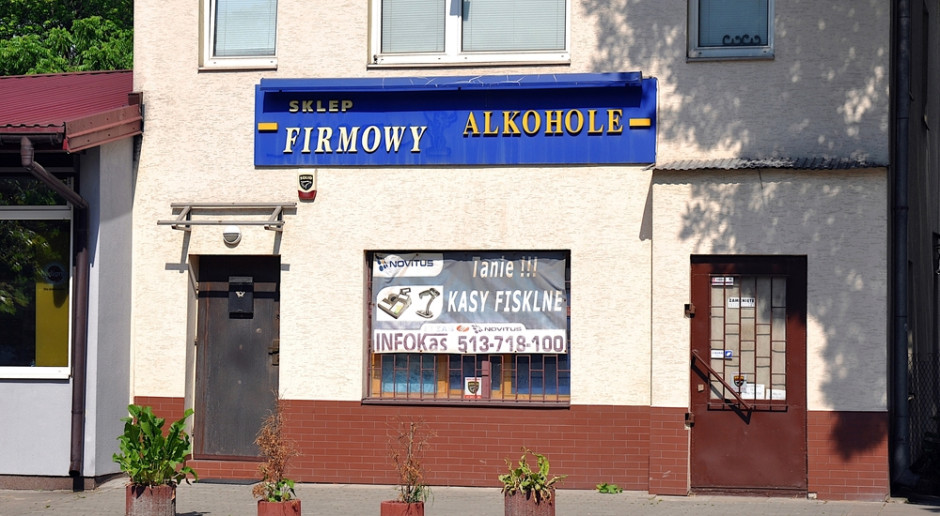 SKLEP
FIRMOWY ALKOHOLE
NOVITUS Tanie !!!
KASY FISKLNE
NOVITUS
INFOKas 513-718-100